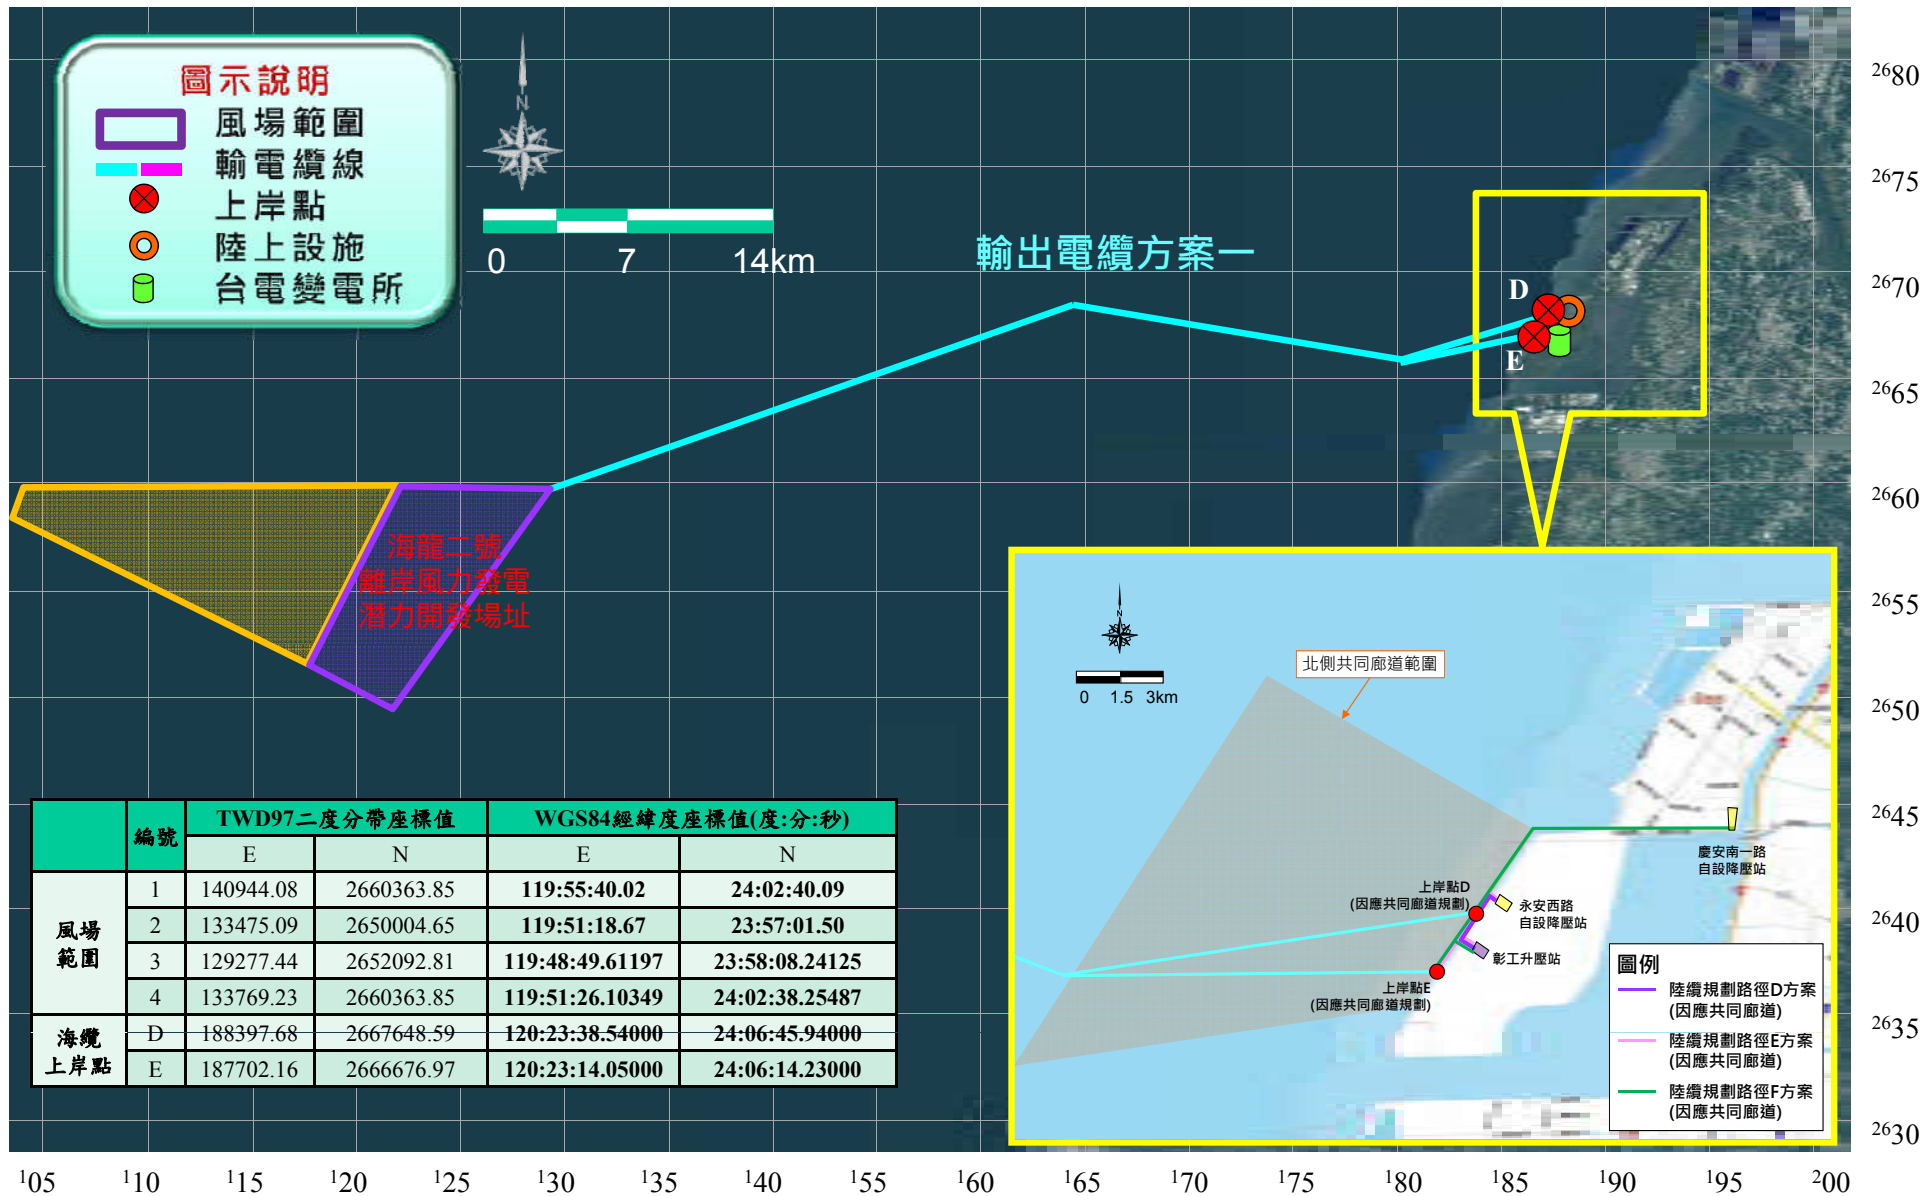 圖示說明
風場範圍
輸電纜線
上岸點
陸上設施
台電變電所
N
0 7 14km
輸出電纜方案一
D
E
海龍二號
離岸風力發電
潛力開發場址
2680
2675
2670
2665
2660
2655
2650
2645
2640
2635
2630
北側共同廊道範圍
N
0 1.5 3km
慶安南一路
自設降壓站
上岸點D
(因應共同廊道規劃)
永安西路
自設降壓站
彰工升壓站
上岸點E
(因應共同廊道規劃)
圖例
陸纜規劃路徑D方案
(因應共同廊道)
陸纜規劃路徑E方案
(因應共同廊道)
陸纜規劃路徑F方案
(因應共同廊道)
編號 TWD97二度分帶座標值 WGS84經緯度座標值(度:分:秒)
E N E N
風場
範圍
1 140944.08 2660363.85 119:55:40.02 24:02:40.09
2 133475.09 2650004.65 119:51:18.67 23:57:01.50
3 129277.44 2652092.81 119:48:49.61197 23:58:08.24125
4 133769.23 2660363.85 119:51:26.10349 24:02:38.25487
海纜
上岸點
D 188397.68 2667648.59 120:23:38.54000 24:06:45.94000
E 187702.16 2666676.97 120:23:14.05000 24:06:14.23000
105 110 115 120 125 130 135 140 155 160 165 170 175 180 185 190 195 200